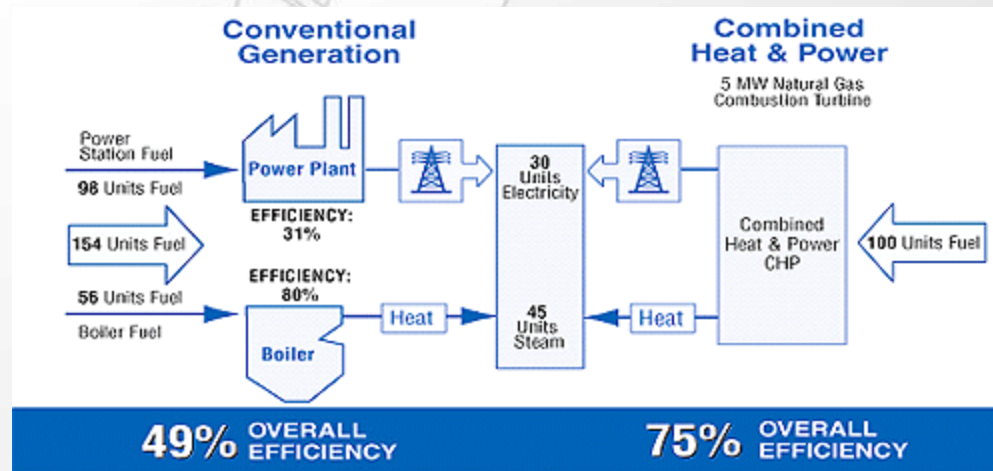 Conventional
Generation
Combined
Heat & Power
5 MW Natural Gas
Combustion Turbine
Power
Station Fuel
98 Units Fuel
Power Plant
EFFICIENCY:
31%
154 Units Fuel
EFFICIENCY:
80%
56 Units Fuel
Boiler Fuel
Boiler
Heat
30
Units
Electricity
45
Units
Steam
Heat
Combined
Heat & Power
CHP
100 Units Fuel
49% OVERALL
EFFICIENCY
75% OVERALL
EFFICIENCY